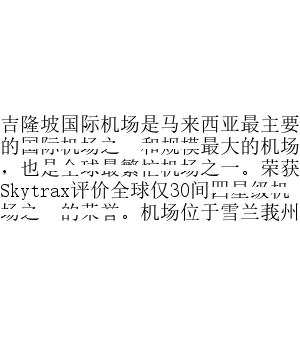 吉隆坡国际机场是马来西亚最主要
的国际机场之一和规模最大的机场
，也是全球最繁忙机场之一。荣获
Skytrax评价全球仅30间四星级机
场之一的荣誉。机场位于雪兰莪州